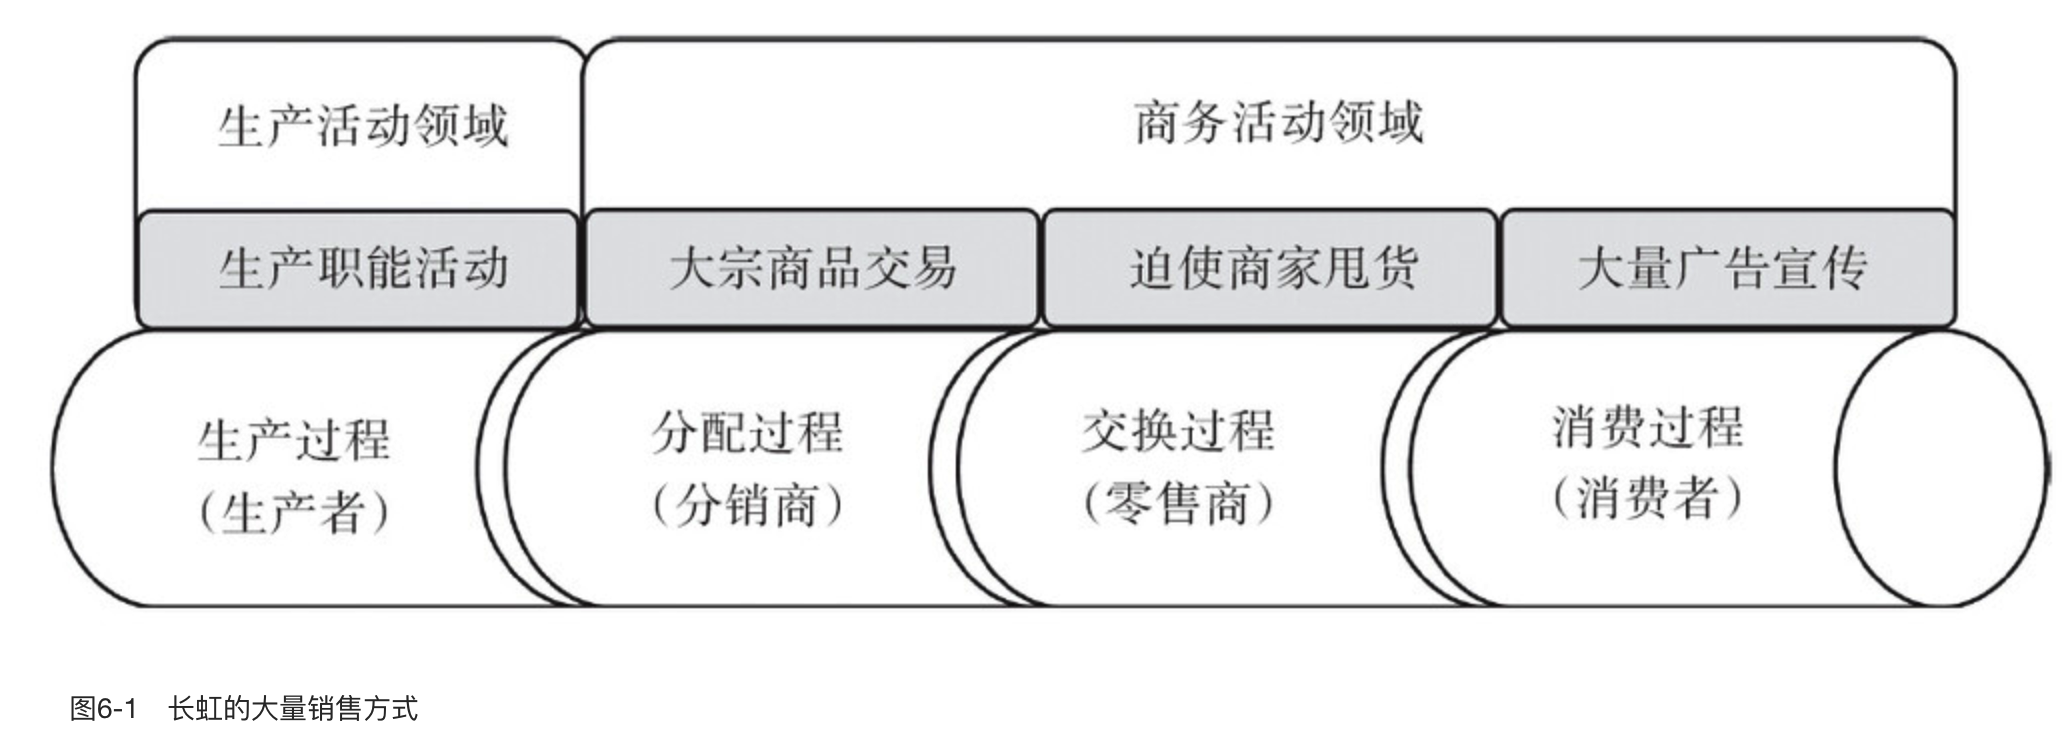 生产活动领域
商务活动领域
生产职能活动
大宗商品交易
迫使商家甩货
大量广告宣传
生产过程
（生产者）
分配过程
（分销商）
交换过程
（零售商）
消费过程
（消费者）
图6-1　长虹的大量销售方式